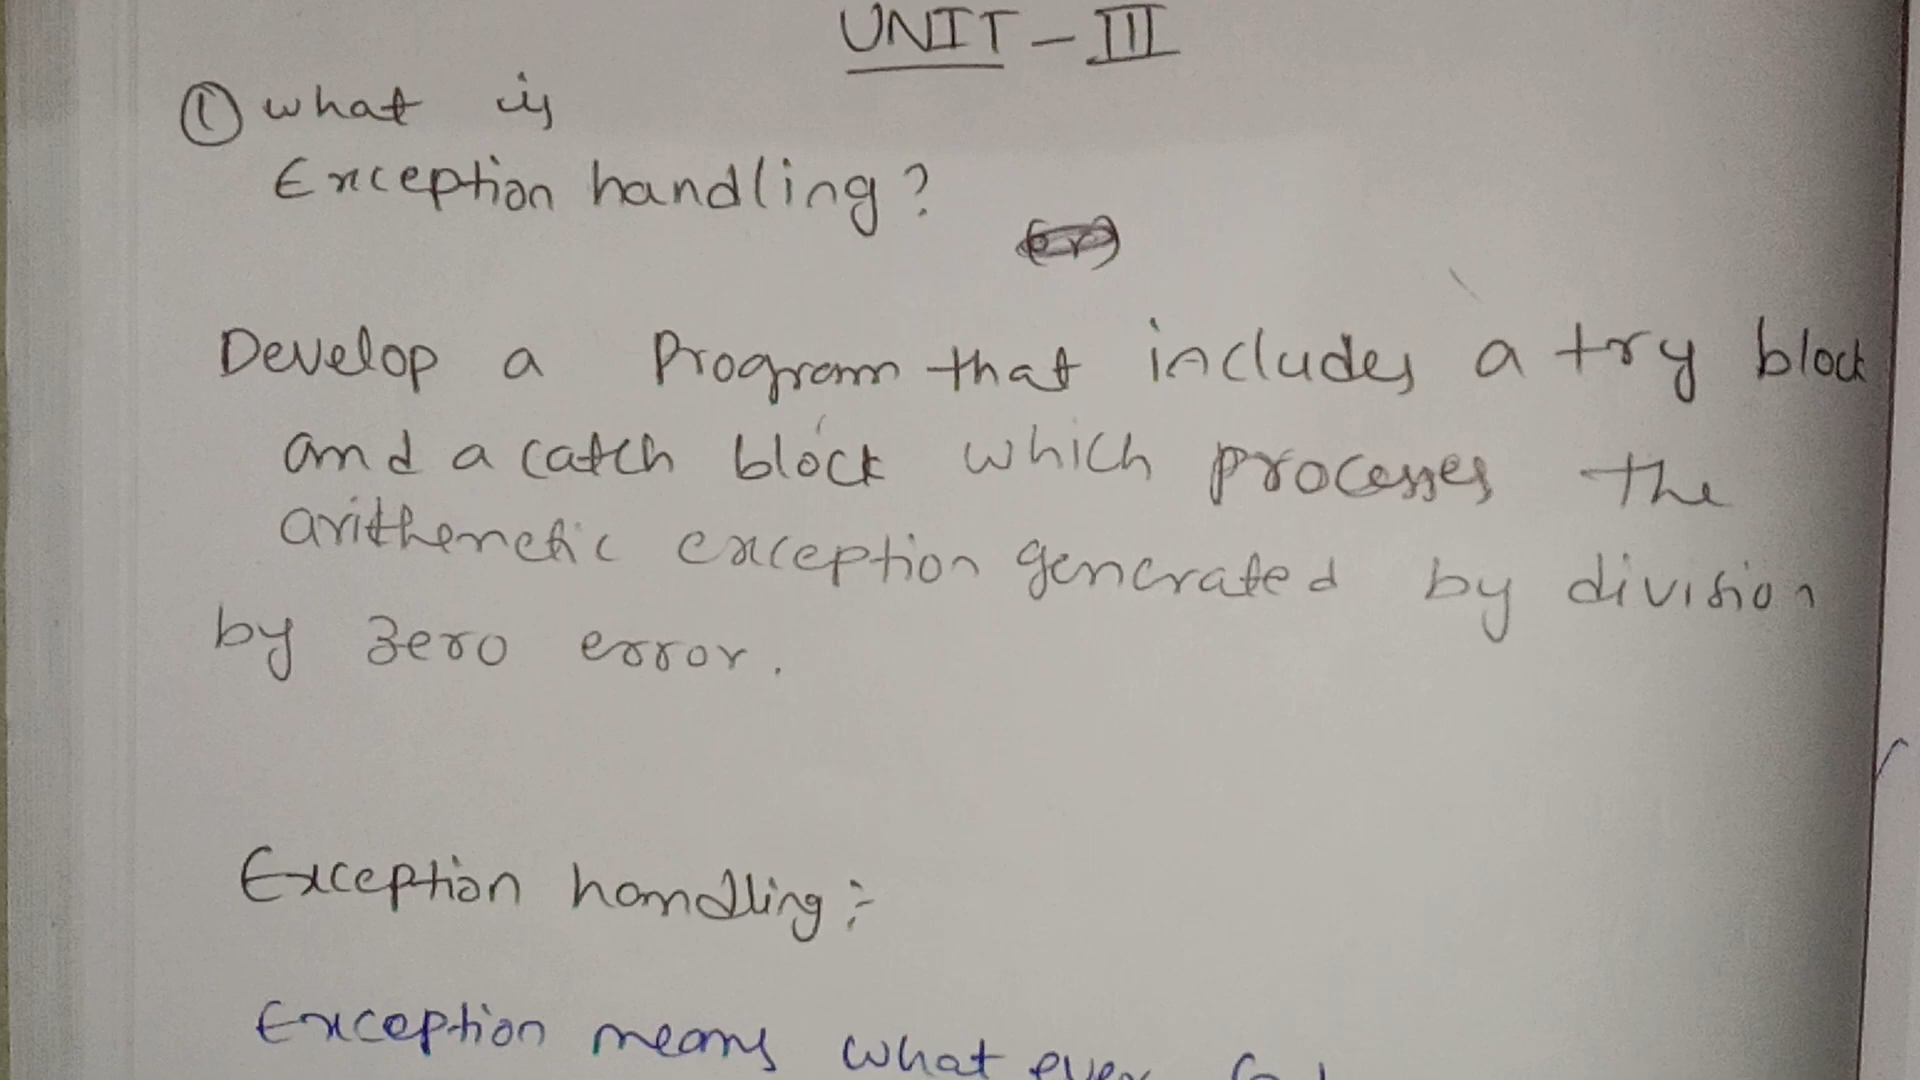 UNIT - III
① what is
Exception handling?
Develop a Program that includes a try block
and a catch block which processes the
arithemetic exception generated by division
by zero error.
Exception handling :-
Exception means what ever